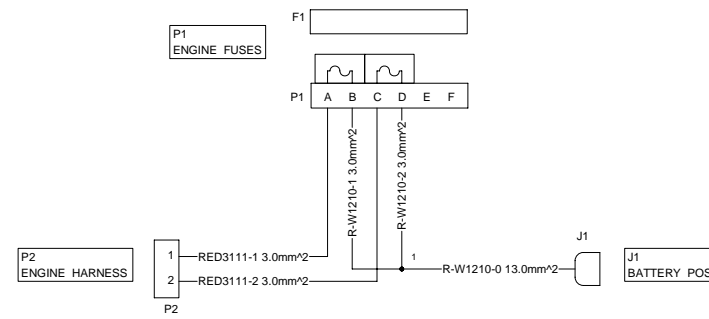 F1
P1
ENGINE FUSES
P1 A B C D E F
R-W1210-1 3.0mm^2
R-W1210-2 3.0mm^2
J1
1
P2
ENGINE HARNESS
1 RED3111-1 3.0mm^2
R-W1210-0 13.0mm^2
J1
BATTERY POS
2 RED3111-2 3.0mm^2
P2